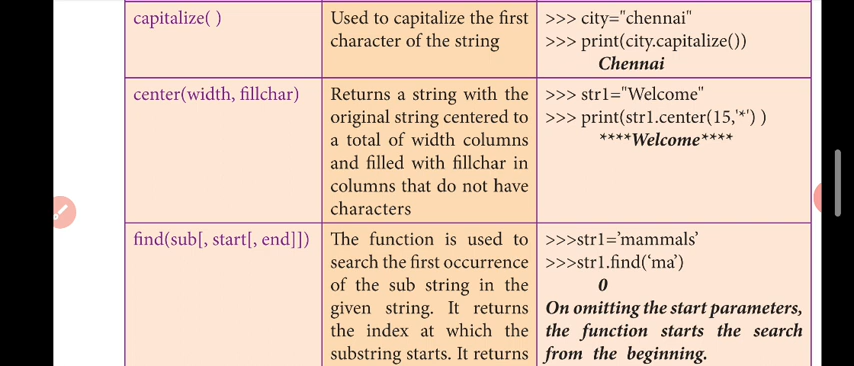 capitalize( )
Used to capitalize the first
character of the string
>>> city="chennai"
>>> print(city.capitalize())
Chennai
center(width, fillchar)
Returns a string with the
original string centered to
a total of width columns
and filled with fillchar in
columns that do not have
characters
>>> str1="Welcome"
>>> print(str1.center(15,'*') )
****Welcome****
find(sub[, start[, end]])
The function is used to
search the first occurrence
of the sub string in the
given string. It returns
the index at which the
substring starts. It returns
>>>str1=’mammals’
>>>str1.find(‘ma’)
0
On omitting the start parameters,
the function starts the search
from the beginning.